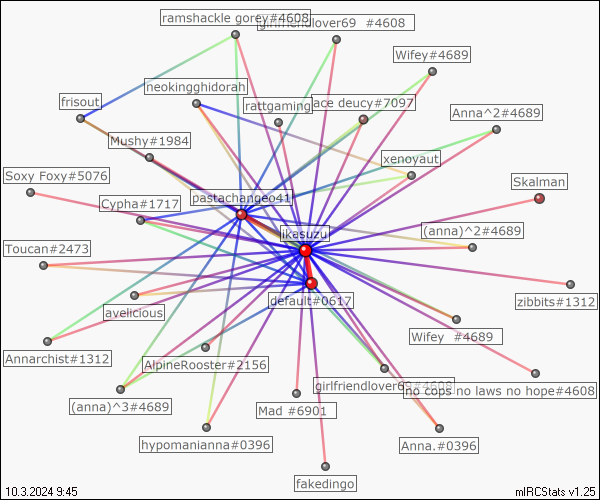 ramshackle gorey#4608
girlfriendlover69 #4608
Wifey#4689
neokingghidorah
frisout
rattgaming
ace deucy#7097
Anna^2#4689
Mushy#1984
xenoyaut
Soxy Foxy#5076
Skalman
Cypha#1717
pastachangeo41
ikasuzu
(anna)^2#4689
Toucan#2473
default#0617
zibbits#1312
avelicious
Wifey #4689
Annarchist#1312
AlpineRooster#2156
girlfriendlover69#4608
no cops no laws no hope#4608
(anna)^3#4689
Mad #6901
hypomanianna#0396
Anna.#0396
fakedingo
10.3.2024 9:45
mIRCStats v1.25